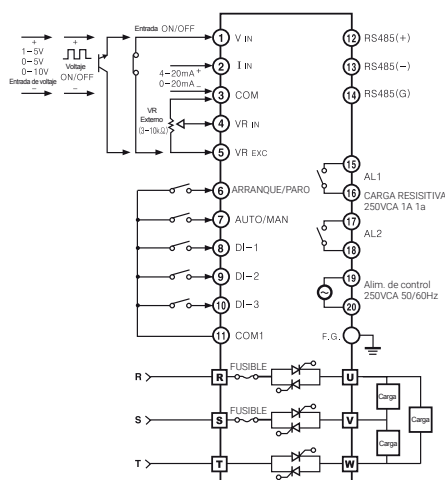 Entrada ON/OFF
+
1-5V
0-5V
0-10V
Entrada de voltaje
−
+
Voltaje
ON/OFF
−
4-20mA +
0-20mA −
VR
Externo
(3-10kΩ)
1 V IN
2 I IN
3 COM
4 VR IN
5 VR EXC
6 ARRANQUE/PARO
7 AUTO/MAN
8 DI-1
9 DI-2
10 DI-3
11 COM1
12 RS485(+)
13 RS485(−)
14 RS485(G)
15
AL1
16 CARGA RESISITIVA
250VCA 1A 1a
17
AL2
18
19
Alim. de control
250VCA 50/60Hz
20
F.G.
R R FUSIBLE U
S S FUSIBLE V
T T W
Carga
Carga
Carga